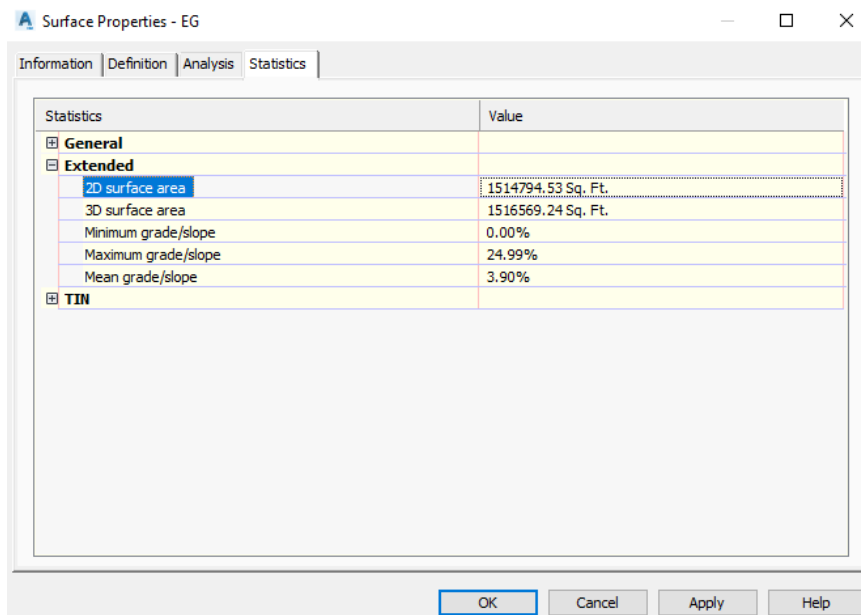 Surface Properties - EG
Information Definition Analysis Statistics
Statistics Value
General
Extended
2D surface area 1514794.53 Sq. Ft.
3D surface area 1516569.24 Sq. Ft.
Minimum grade/slope 0.00%
Maximum grade/slope 24.99%
Mean grade/slope 3.90%
TIN
OK Cancel Apply Help